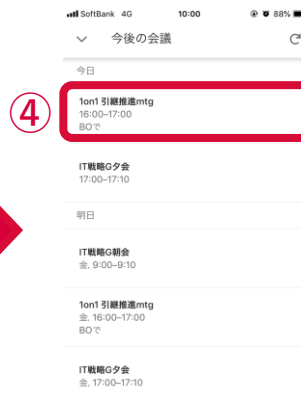 SoftBank 4G 10:00 88%
今後の会議
今日
④
1on1 引継推進mtg
16:00–17:00
BOで
IT戦略G夕会
17:00–17:10
明日
IT戦略G朝会
金, 9:00–9:10
1on1 引継推進mtg
金, 16:00–17:00
BOで
IT戦略G夕会
金, 17:00–17:10